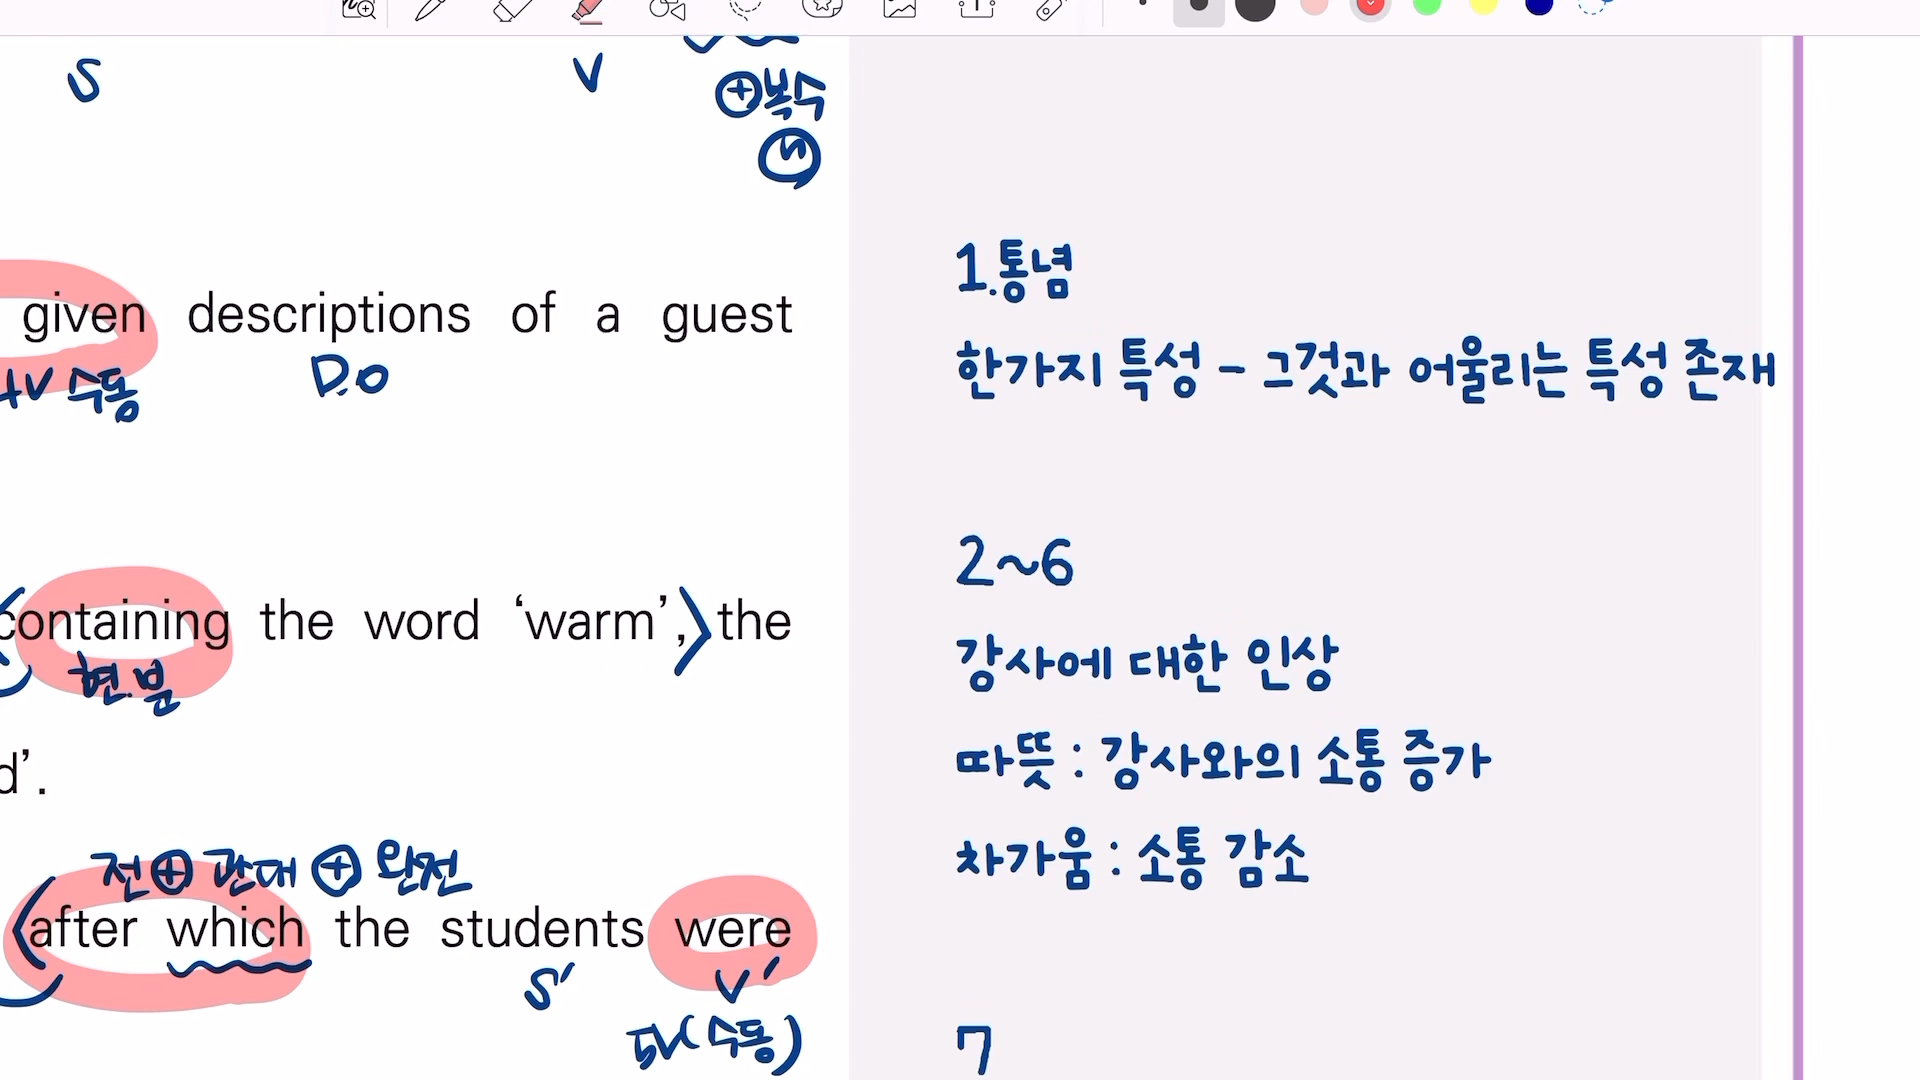 S V
⊕복수
ⓝ
given descriptions of a guest
4V 수동 D.O
containing the word ‘warm’, the
현.분
d’.
전⊕관대⊕완전
after which the students were
S′ V′
5V(수동)
1.통념
한가지 특성 - 그것과 어울리는 특성 존재
2~6
강사에 대한 인상
따뜻 : 강사와의 소통 증가
차가움 : 소통 감소
7